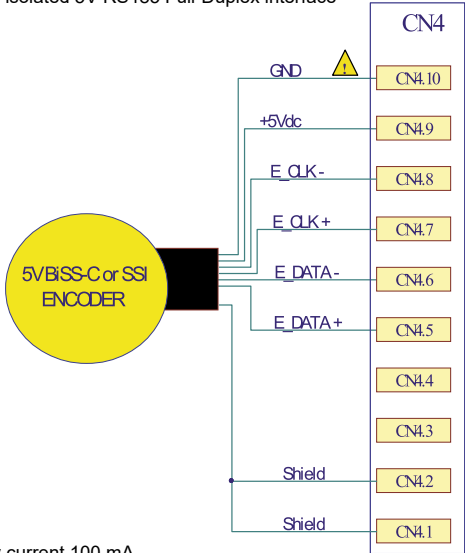 isolated 5V RS485 Full Duplex interface
CN4
GND
!
CN4.10
+5Vdc
CN4.9
E_CLK -
CN4.8
E_CLK +
CN4.7
5V BiSS-C or SSI
ENCODER
E_DATA -
CN4.6
E_DATA +
CN4.5
CN4.4
CN4.3
Shield
CN4.2
Shield
CN4.1
current 100 mA